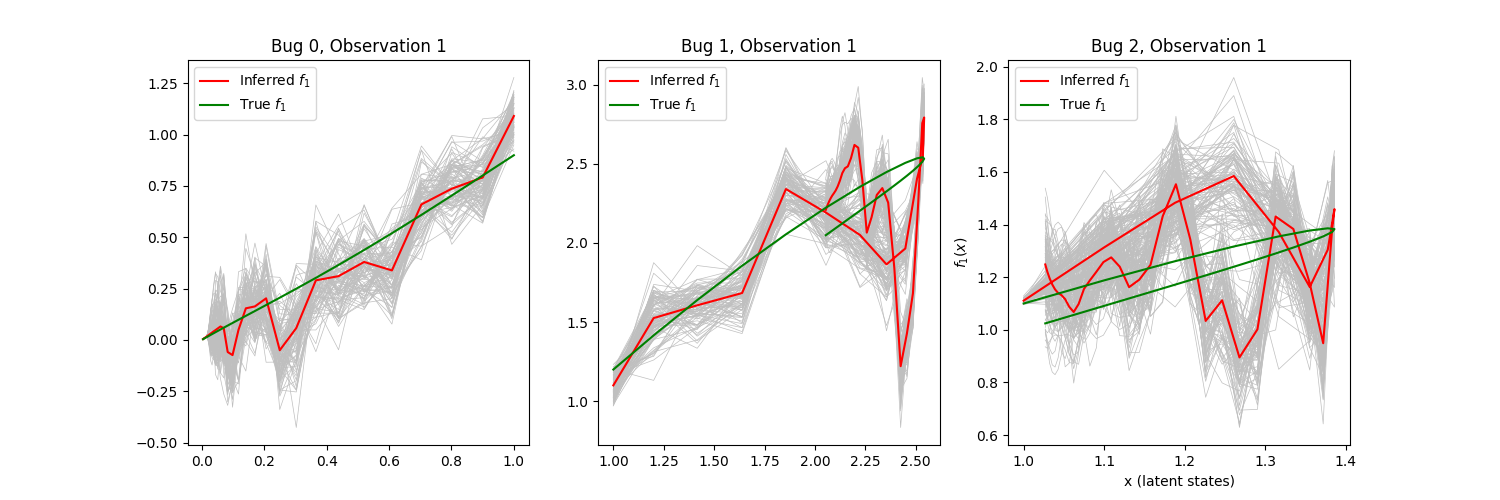 Bug 0, Observation 1
Inferred f₁
True f₁
1.25
1.00
0.75
0.50
0.25
0.00
−0.25
−0.50
0.0 0.2 0.4 0.6 0.8 1.0
Bug 1, Observation 1
Inferred f₁
True f₁
3.0
2.5
2.0
1.5
1.0
1.00 1.25 1.50 1.75 2.00 2.25 2.50
Bug 2, Observation 1
Inferred f₁
True f₁
2.0
1.8
1.6
1.4
1.2
1.0
0.8
0.6
f₁(x)
1.0 1.1 1.2 1.3 1.4
x (latent states)